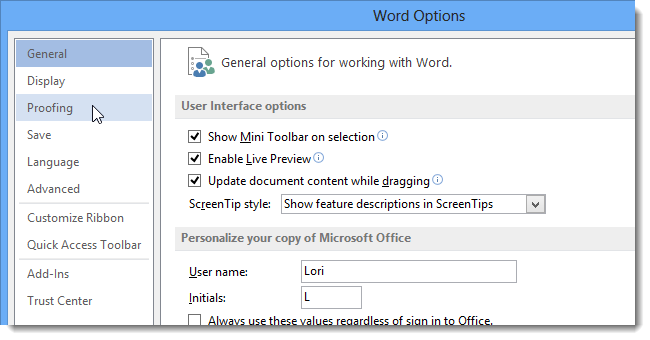 Word Options
General
Display
Proofing
Save
Language
Advanced
Customize Ribbon
Quick Access Toolbar
Add-Ins
Trust Center
General options for working with Word.
User Interface options
Show Mini Toolbar on selection
Enable Live Preview
Update document content while dragging
ScreenTip style: Show feature descriptions in ScreenTips
Personalize your copy of Microsoft Office
User name: Lori
Initials: L
Always use these values regardless of sign in to Office.